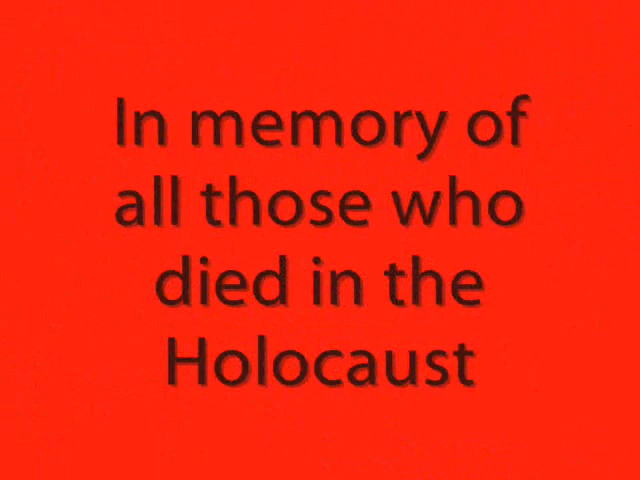 In memory of
all those who
died in the
Holocaust